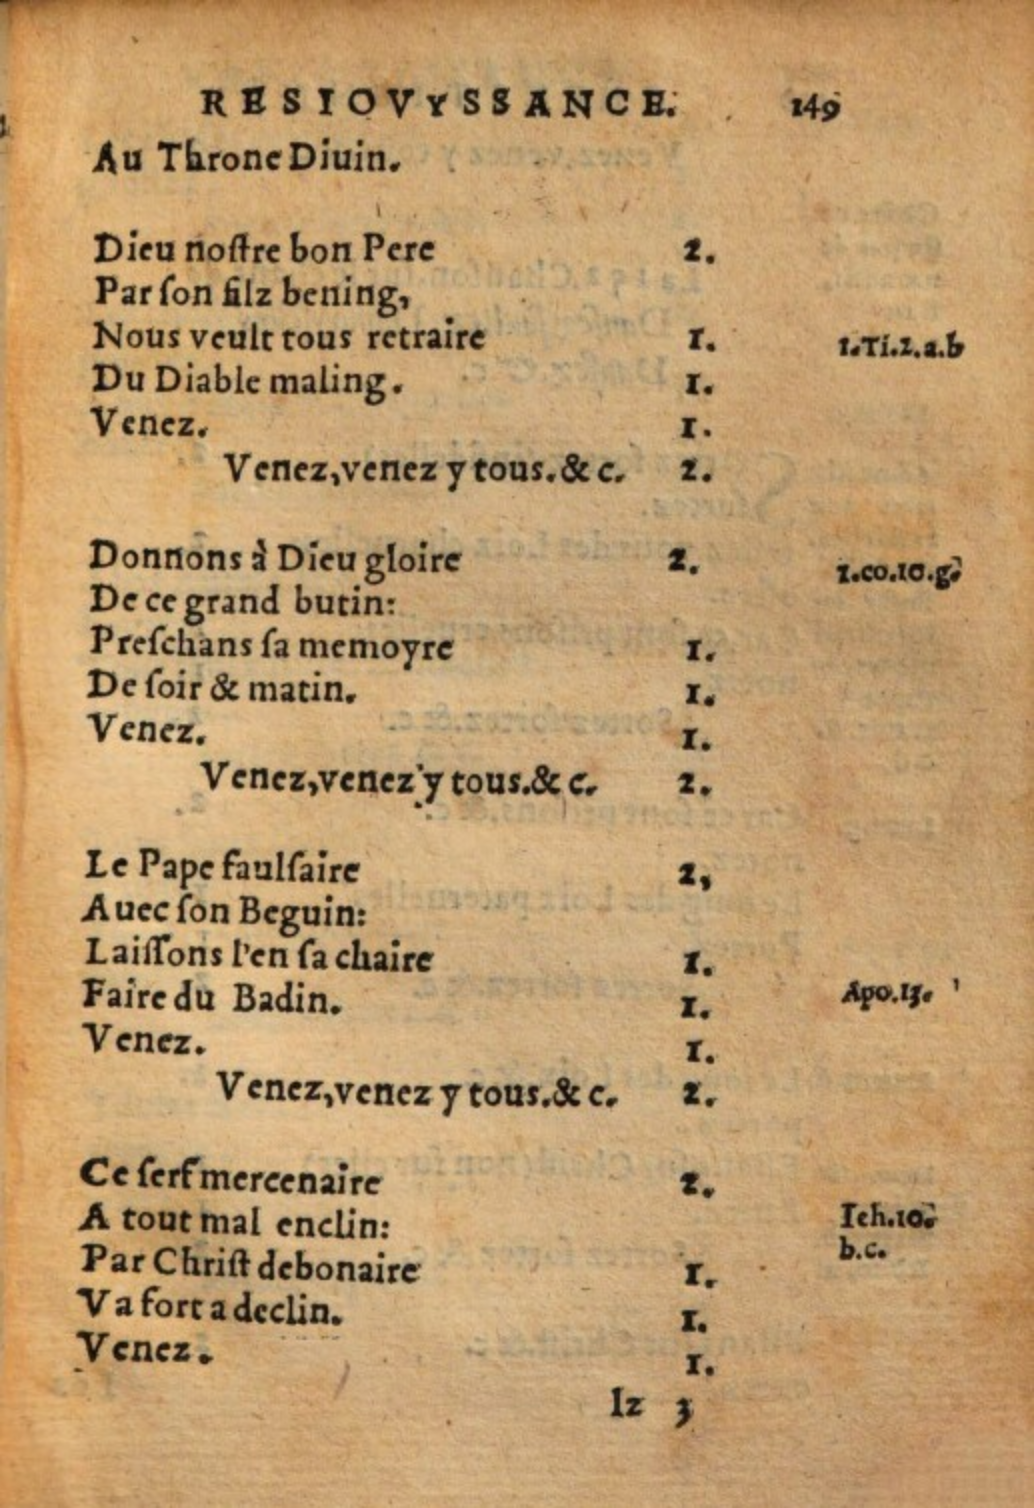 RESIOVYSSANCE. 149
Au Throne Diuin.
Dieu noſtre bon Pere 2.
Par ſon filz bening,
Nous veult tous retraire 1. 1.Ti.2.a.b
Du Diable maling. 1.
Venez. 1.
Venez,venez y tous.&c. 2.
Donnons à Dieu gloire 2. 1.co.10.g.
De ce grand butin:
Preſchans ſa memoyre 1.
De ſoir & matin. 1.
Venez. 1.
Venez,venez y tous.&c. 2.
Le Pape faulſaire 2,
Auec ſon Beguin:
Laiſſons l'en ſa chaire 1.
Faire du Badin. 1. Apo.13.
Venez. 1.
Venez,venez y tous.&c. 2.
Ce ſerf mercenaire 2.
A tout mal enclin: Ieh.10.
Par Chriſt debonaire 1. b.c.
Va fort a declin. 1.
Venez. 1.
Iz 3